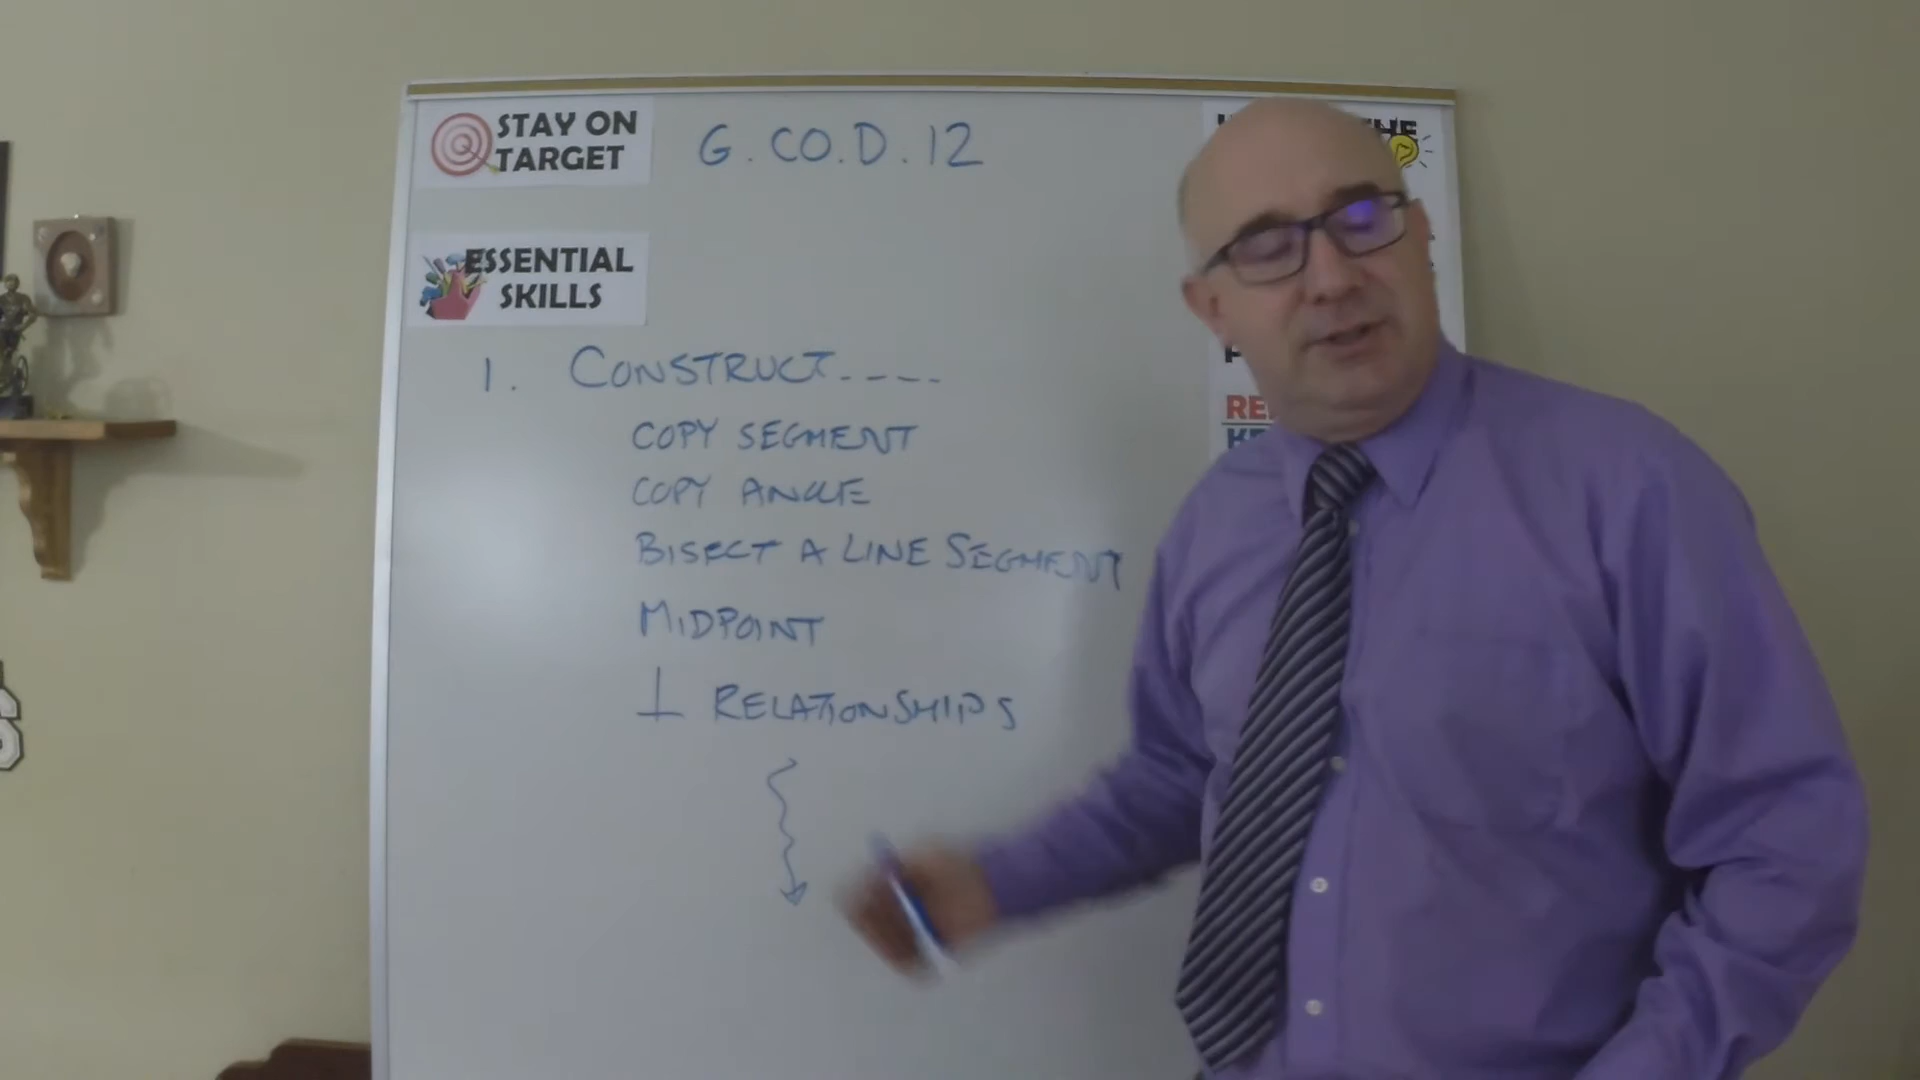 STAY ON
TARGET
G.CO.D.12
ESSENTIAL
SKILLS
1. CONSTRUCT-----
COPY SEGMENT
COPY ANGLE
BISECT A LINE SEGMENT
MIDPOINT
⊥ RELATIONSHIPS